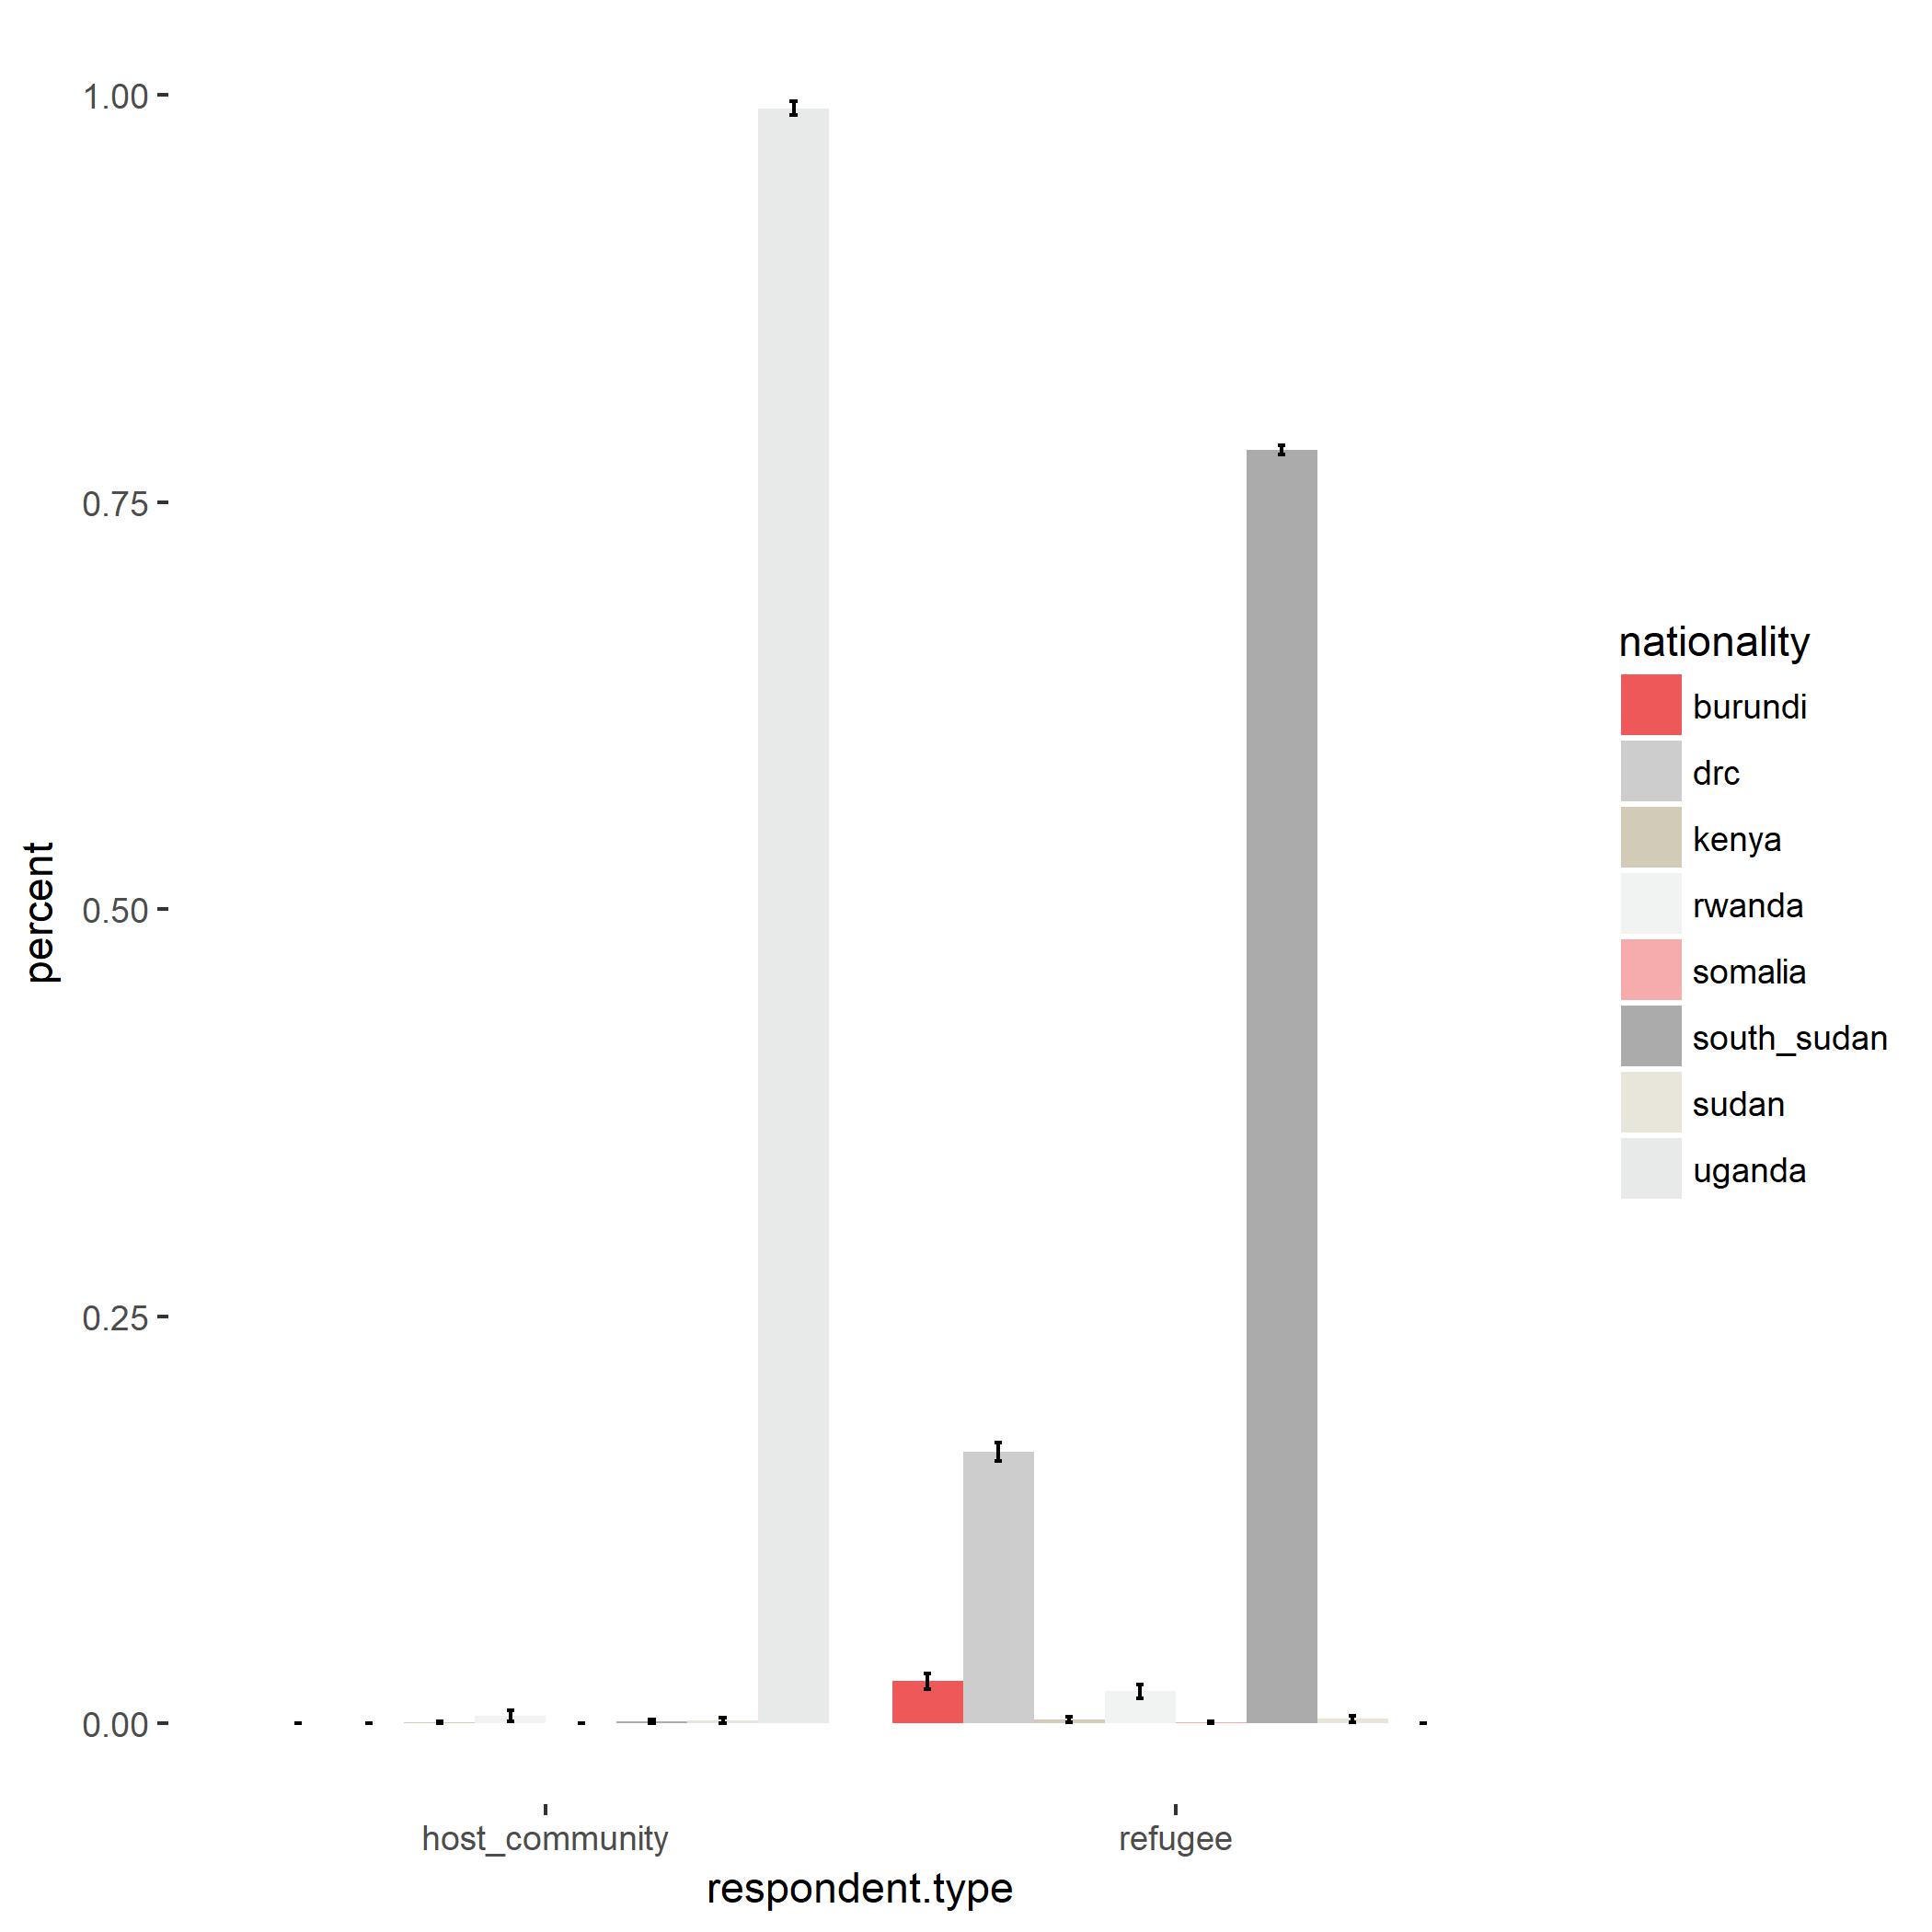 percent
1.00
0.75
0.50
0.25
0.00
host_community
refugee
respondent.type
nationality
burundi
drc
kenya
rwanda
somalia
south_sudan
sudan
uganda